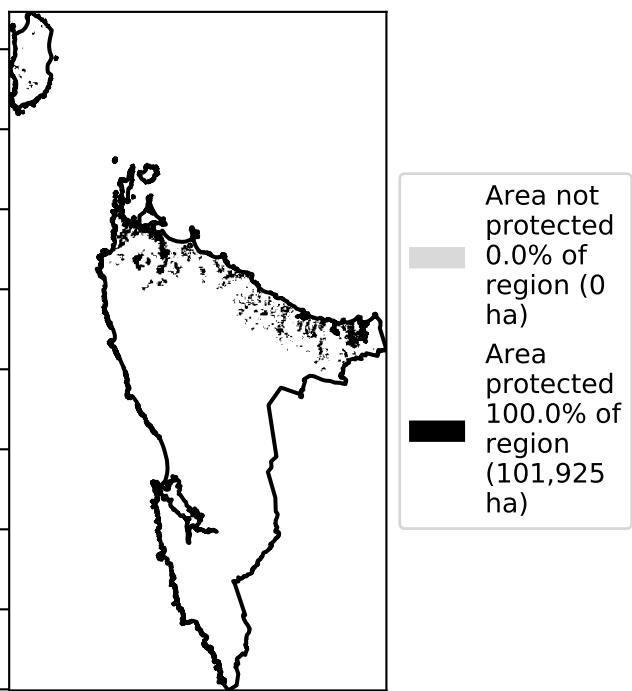 Area not
protected
0.0% of
region (0
ha)
Area
protected
100.0% of
region
(101,925
ha)